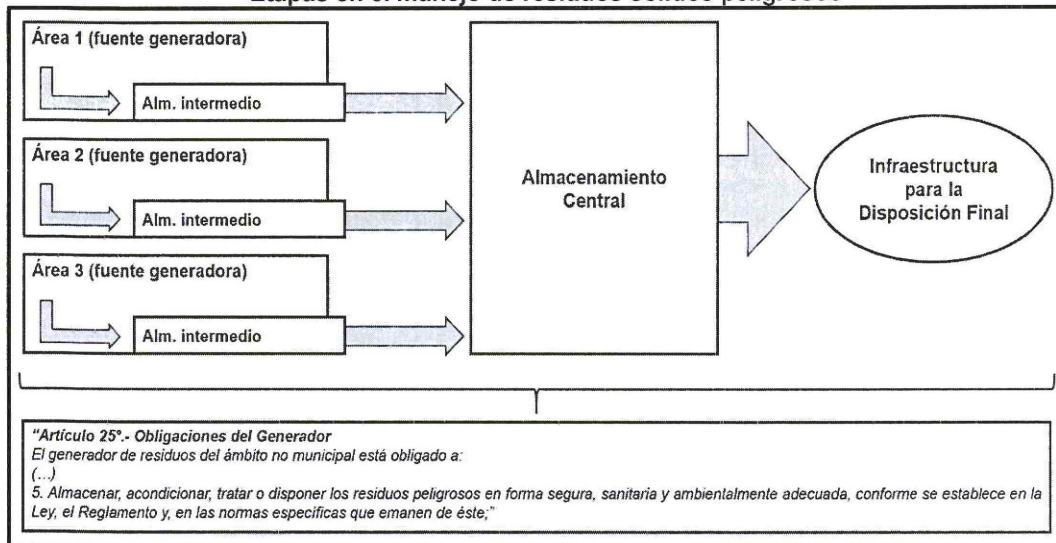 Etapas en el manejo de residuos sólidos peligrosos
Área 1 (fuente generadora)
Alm. intermedio
Área 2 (fuente generadora)
Alm. intermedio
Área 3 (fuente generadora)
Alm. intermedio
Almacenamiento
Central
Infraestructura
para la
Disposición Final
"Artículo 25°.- Obligaciones del Generador
El generador de residuos del ámbito no municipal está obligado a:
(...)
5. Almacenar, acondicionar, tratar o disponer los residuos peligrosos en forma segura, sanitaria y ambientalmente adecuada, conforme se establece en la
Ley, el Reglamento y, en las normas especificas que emanen de éste;"